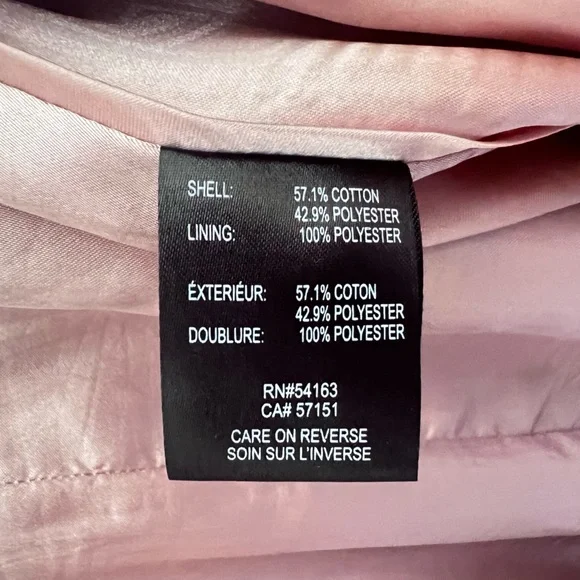 SHELL: 57.1% COTTON
42.9% POLYESTER
LINING: 100% POLYESTER
ÉXTERIÉUR: 57.1% COTON
42.9% POLYESTER
DOUBLURE: 100% POLYESTER
RN#54163
CA# 57151
CARE ON REVERSE
SOIN SUR L'INVERSE